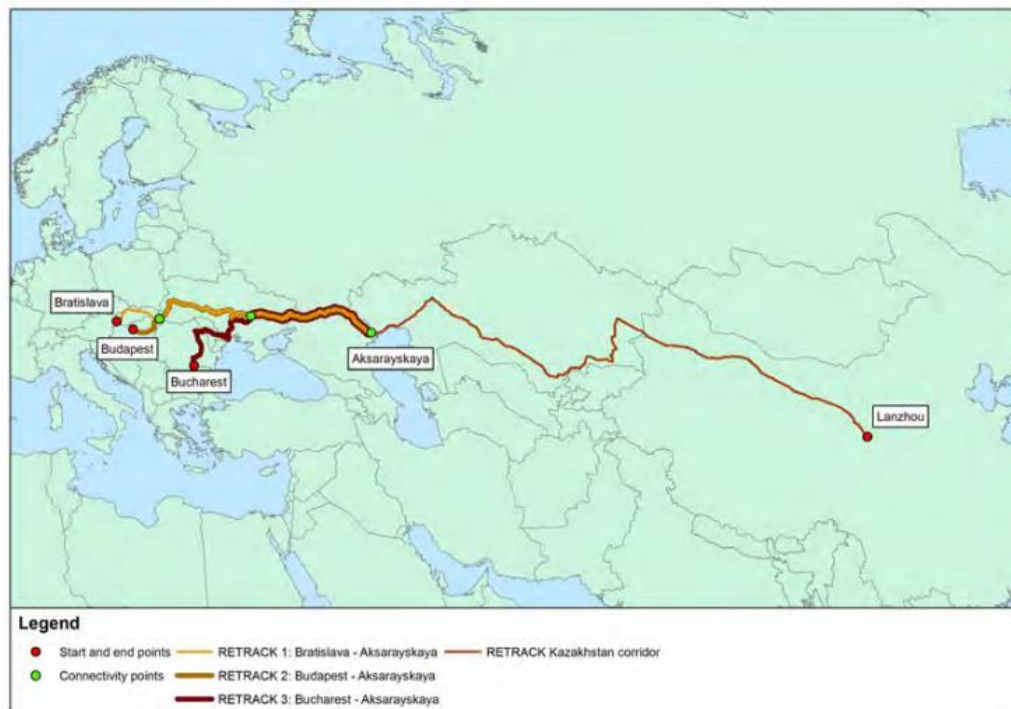 Bratislava
Budapest
Bucharest
Aksarayskaya
Lanzhou
Legend
Start and end points
RETRACK 1: Bratislava - Aksarayskaya
RETRACK Kazakhstan corridor
Connectivity points
RETRACK 2: Budapest - Aksarayskaya
RETRACK 3: Bucharest - Aksarayskaya